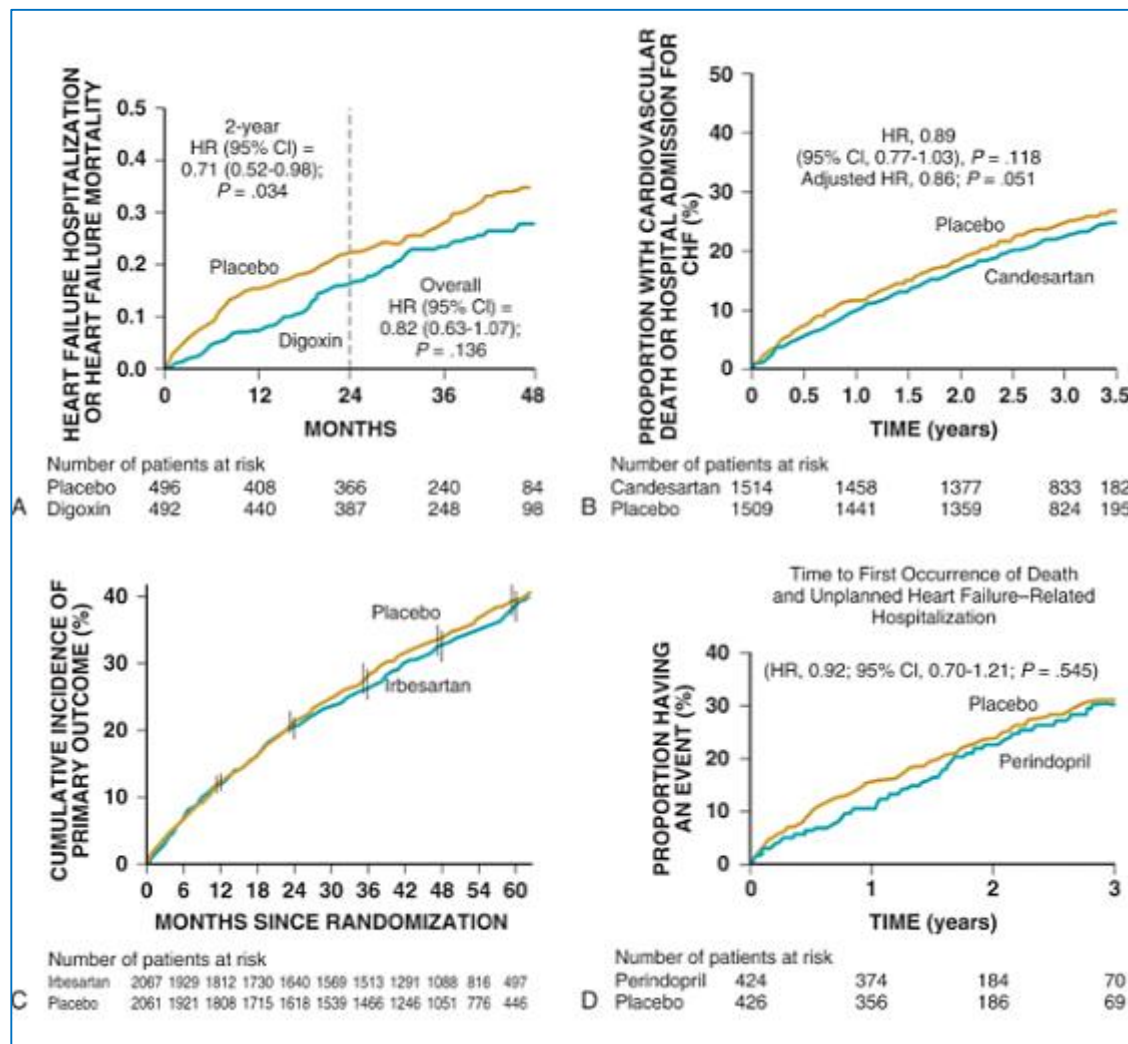 HEART FAILURE HOSPITALIZATION
OR HEART FAILURE MORTALITY
0.5
0.4
0.3
0.2
0.1
0.0
2-year
HR (95% CI) =
0.71 (0.52-0.98);
P = .034
Placebo
Digoxin
Overall
HR (95% CI) =
0.82 (0.63-1.07);
P = .136
0 12 24 36 48
MONTHS
Number of patients at risk
Placebo 496 408 366 240 84
Digoxin 492 440 387 248 98
A
PROPORTION WITH CARDIOVASCULAR
DEATH OR HOSPITAL ADMISSION FOR
CHF (%)
50
40
30
20
10
0
HR, 0.89
(95% CI, 0.77-1.03), P = .118
Adjusted HR, 0.86; P = .051
Placebo
Candesartan
0 0.5 1.0 1.5 2.0 2.5 3.0 3.5
TIME (years)
Number of patients at risk
Candesartan 1514 1458 1377 833 182
Placebo 1509 1441 1359 824 195
B
CUMULATIVE INCIDENCE OF
PRIMARY OUTCOME (%)
40
30
20
10
0
Placebo
Irbesartan
0 6 12 18 24 30 36 42 48 54 60
MONTHS SINCE RANDOMIZATION
Number of patients at risk
Irbesartan 2067 1929 1812 1730 1640 1569 1513 1291 1088 816 497
Placebo 2061 1921 1808 1715 1618 1539 1466 1246 1051 776 446
C
Time to First Occurrence of Death
and Unplanned Heart Failure–Related
Hospitalization
PROPORTION HAVING
AN EVENT (%)
40
30
20
10
0
(HR, 0.92; 95% CI, 0.70-1.21; P = .545)
Placebo
Perindopril
0 1 2 3
TIME (years)
Number of patients at risk
Perindopril 424 374 184 70
Placebo 426 356 186 69
D